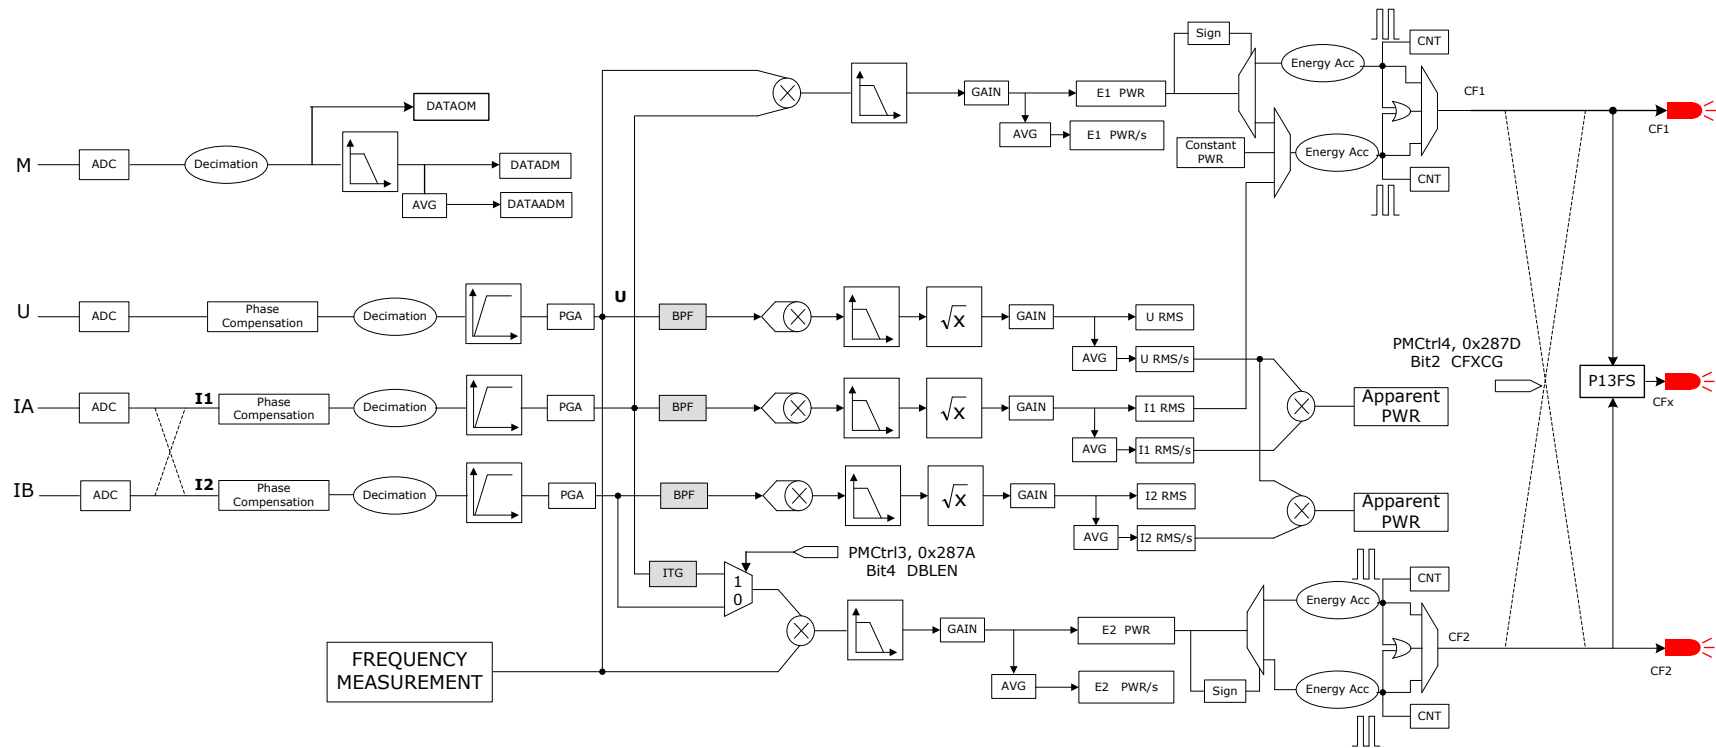 Sign
CNT
Energy Acc
DATAOM
GAIN
E1 PWR
CF1
CF1
AVG
E1 PWR/s
Constant
PWR
Energy Acc
M
ADC
Decimation
DATADM
AVG
DATAADM
CNT
U
ADC
Phase
Compensation
Decimation
PGA
U
BPF
√x
GAIN
U RMS
AVG
U RMS/s
PMCtrl4, 0x287D
Bit2 CFXCG
P13FS
CFx
IA
ADC
I1
Phase
Compensation
Decimation
PGA
BPF
√x
GAIN
I1 RMS
AVG
I1 RMS/s
Apparent
PWR
IB
ADC
I2
Phase
Compensation
Decimation
PGA
BPF
√x
GAIN
I2 RMS
AVG
I2 RMS/s
Apparent
PWR
ITG
1
0
PMCtrl3, 0x287A
Bit4 DBLEN
CNT
Energy Acc
GAIN
E2 PWR
CF2
CF2
FREQUENCY
MEASUREMENT
AVG
E2 PWR/s
Sign
Energy Acc
CNT